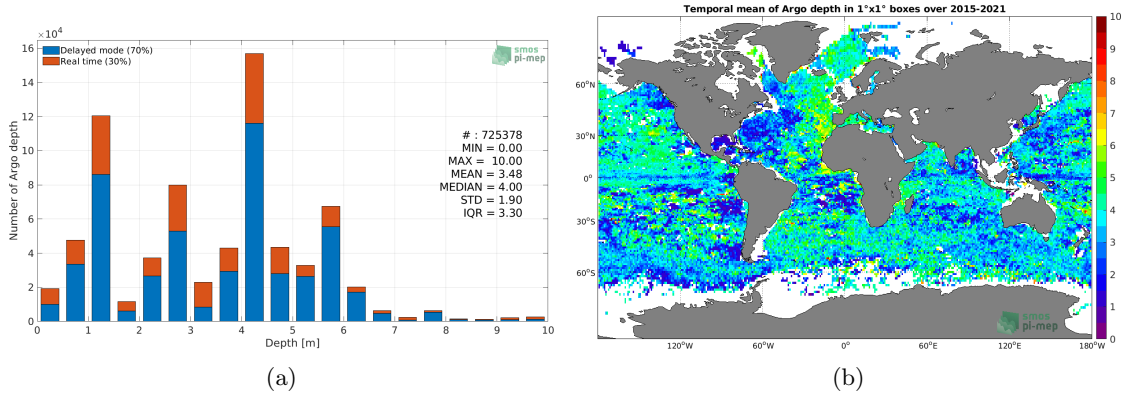 ×10⁴
16
14
12
10
8
6
4
2
0
Number of Argo depth
Delayed mode (70%)
Real time (30%)
smos
pi-mep
# : 725378
MIN = 0.00
MAX = 10.00
MEAN = 3.48
MEDIAN = 4.00
STD = 1.90
IQR = 3.30
0 1 2 3 4 5 6 7 8 9 10
Depth [m]
(a)
Temporal mean of Argo depth in 1°x1° boxes over 2015-2021
60°N
30°N
0°
30°S
60°S
120°W 60°W 0° 60°E 120°E 180°W
smos
pi-mep
10
9
8
7
6
5
4
3
2
1
0
(b)